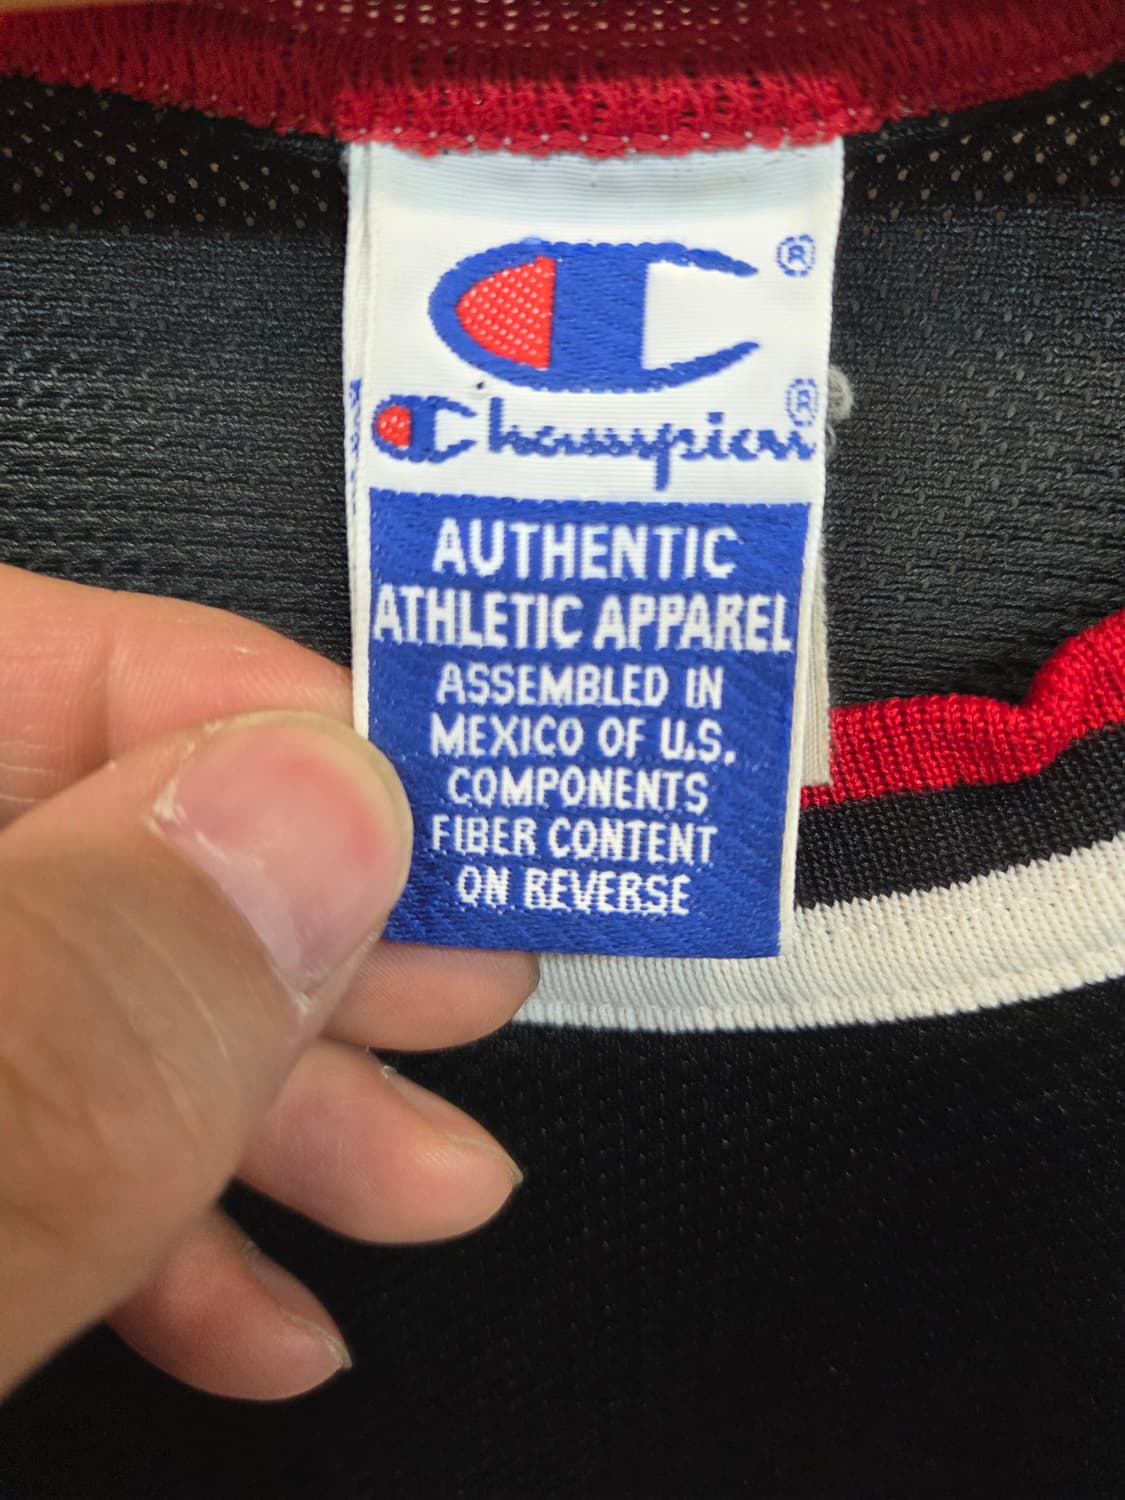 ®
Champion®
AUTHENTIC
ATHLETIC APPAREL
ASSEMBLED IN
MEXICO OF U.S.
COMPONENTS
FIBER CONTENT
ON REVERSE